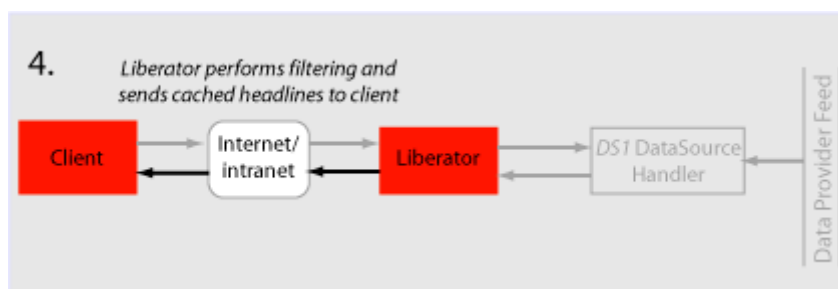 4.
Liberator performs filtering and
sends cached headlines to client
Client
Internet/
intranet
Liberator
DS1 DataSource
Handler
Data Provider Feed